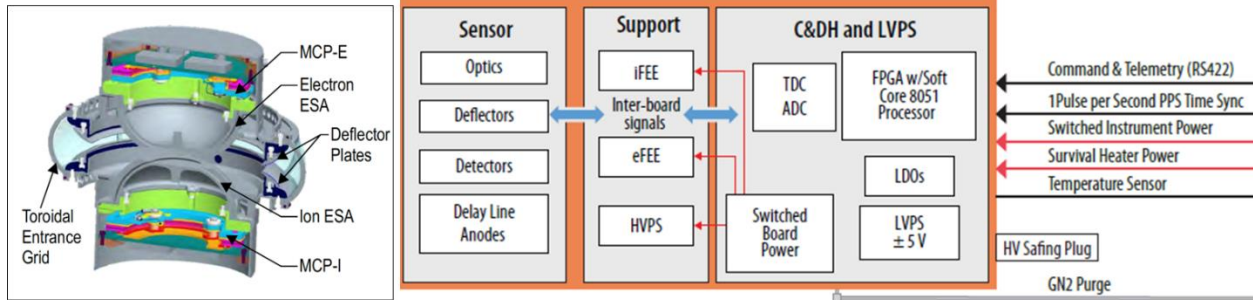 MCP-E
Electron
ESA
Deflector
Plates
Toroidal
Entrance
Grid
Ion ESA
MCP-I
Sensor
Optics
Deflectors
Detectors
Delay Line
Anodes
Support
iFEE
Inter-board
signals
eFEE
HVPS
C&DH and LVPS
TDC
ADC
FPGA w/Soft
Core 8051
Processor
LDOs
Switched
Board
Power
LVPS
± 5 V
Command & Telemetry (RS422)
1Pulse per Second PPS Time Sync
Switched Instrument Power
Survival Heater Power
Temperature Sensor
HV Safing Plug
GN2 Purge